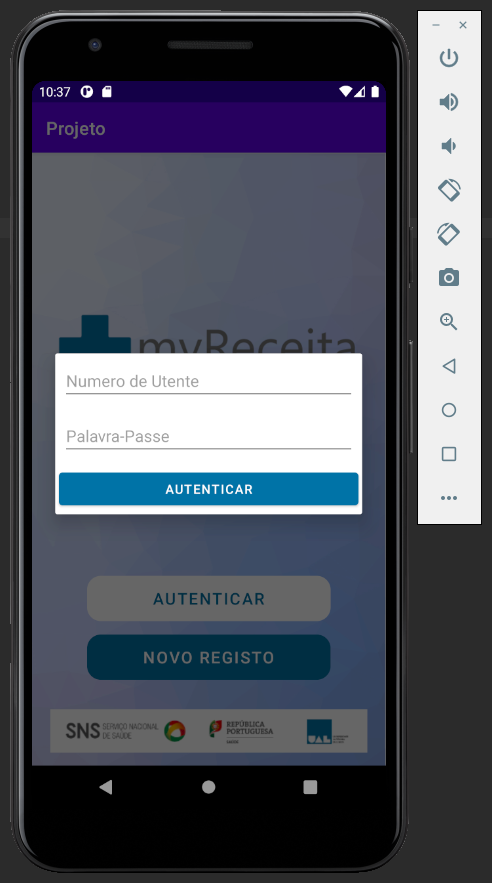 10:37
Projeto
myReceita
Numero de Utente
Palavra-Passe
AUTENTICAR
AUTENTICAR
NOVO REGISTO
SNS SERVIÇO NACIONAL
DE SAÚDE
REPÚBLICA
PORTUGUESA
UAL